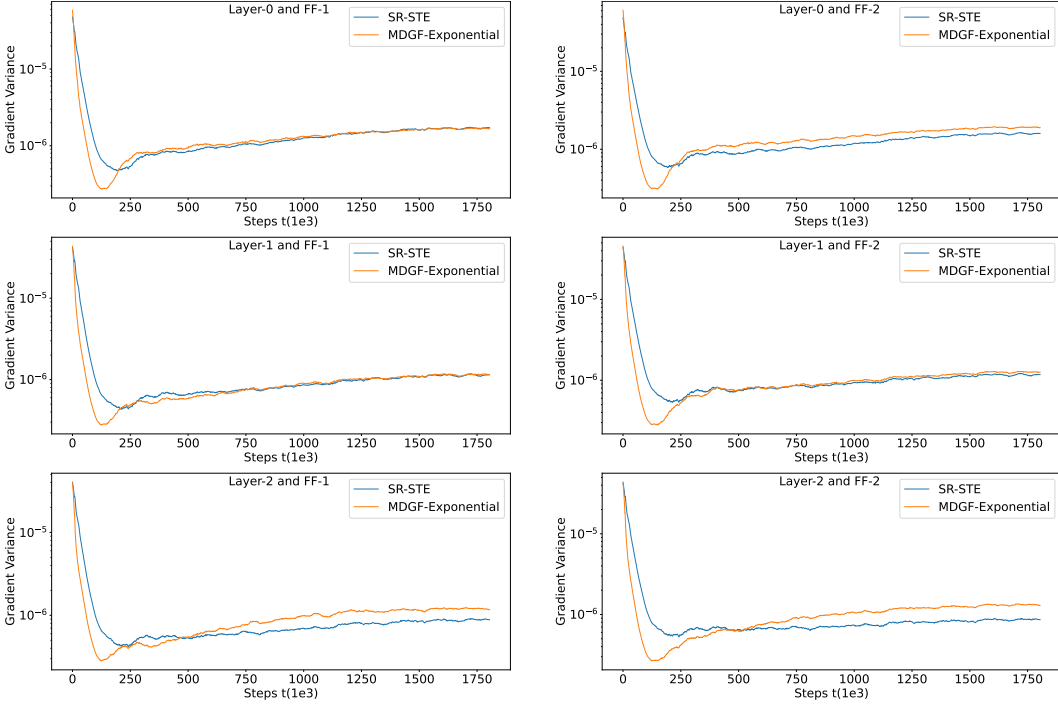 Layer-0 and FF-1
SR-STE
MDGF-Exponential
Gradient Variance
10⁻⁵
10⁻⁶
0 250 500 750 1000 1250 1500 1750
Steps t(1e3)
Layer-0 and FF-2
SR-STE
MDGF-Exponential
Gradient Variance
10⁻⁵
10⁻⁶
0 250 500 750 1000 1250 1500 1750
Steps t(1e3)
Layer-1 and FF-1
SR-STE
MDGF-Exponential
Gradient Variance
10⁻⁵
10⁻⁶
0 250 500 750 1000 1250 1500 1750
Steps t(1e3)
Layer-1 and FF-2
SR-STE
MDGF-Exponential
Gradient Variance
10⁻⁵
10⁻⁶
0 250 500 750 1000 1250 1500 1750
Steps t(1e3)
Layer-2 and FF-1
SR-STE
MDGF-Exponential
Gradient Variance
10⁻⁵
10⁻⁶
0 250 500 750 1000 1250 1500 1750
Steps t(1e3)
Layer-2 and FF-2
SR-STE
MDGF-Exponential
Gradient Variance
10⁻⁵
10⁻⁶
0 250 500 750 1000 1250 1500 1750
Steps t(1e3)